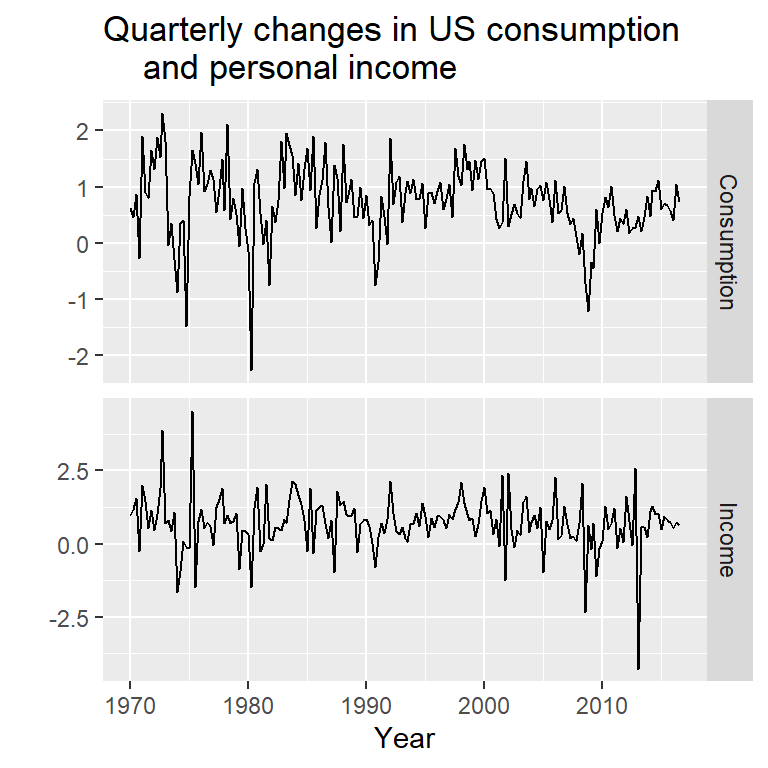 Quarterly changes in US consumption
and personal income
2
1
0
-1
-2
Consumption
2.5
0.0
-2.5
Income
1970 1980 1990 2000 2010
Year